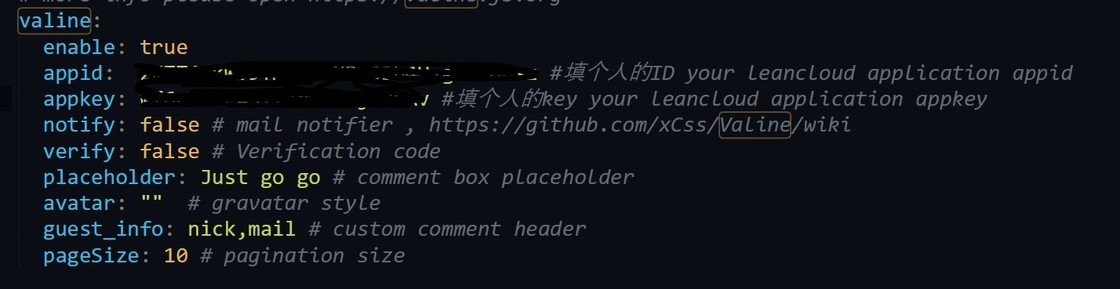 valine:
enable: true
appid: #填个人的ID your leancloud application appid
appkey: #填个人的key your leancloud application appkey
notify: false # mail notifier , https://github.com/xCss/Valine/wiki
verify: false # Verification code
placeholder: Just go go # comment box placeholder
avatar: "" # gravatar style
guest_info: nick,mail # custom comment header
pageSize: 10 # pagination size